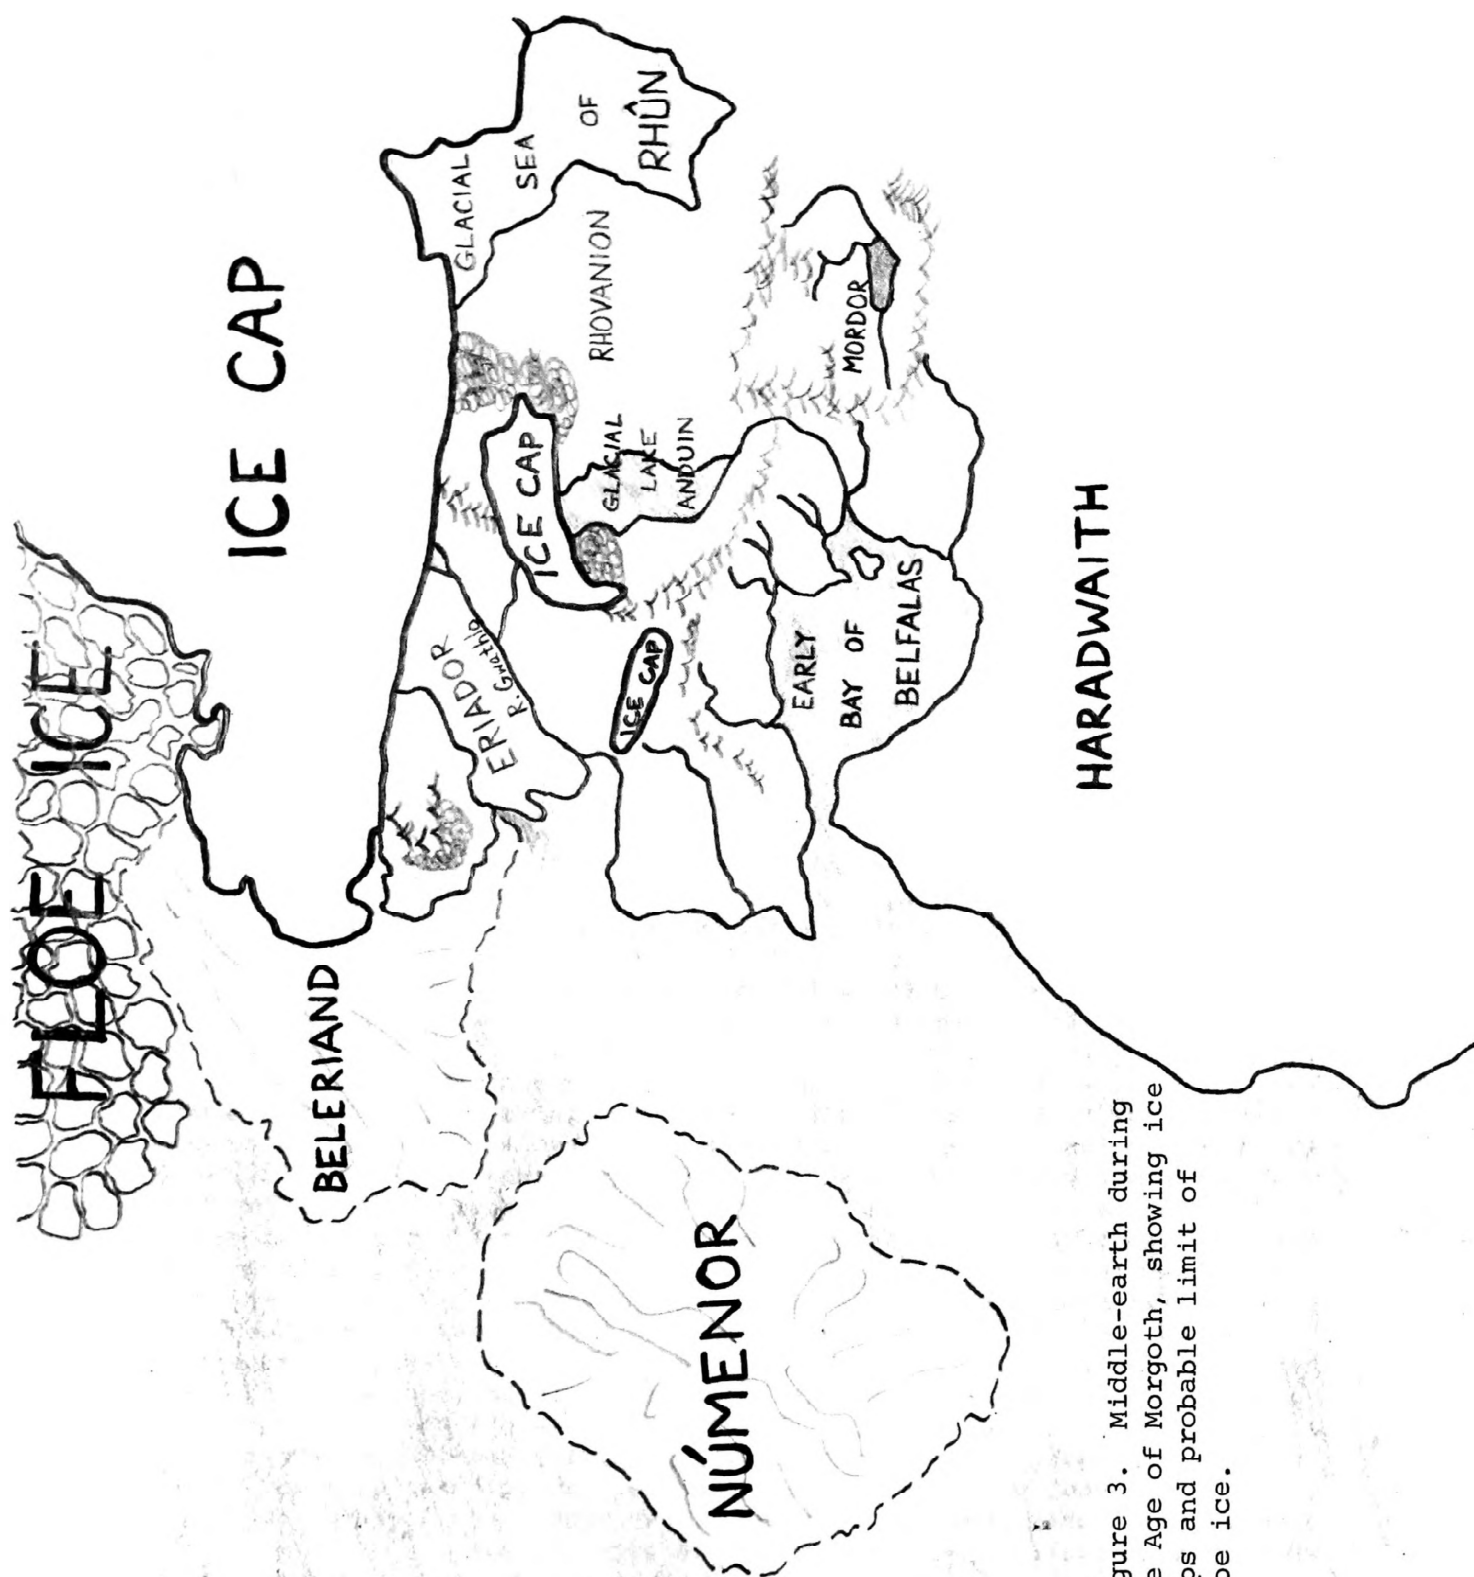 FLOE ICE
ICE CAP
GLACIAL
SEA
OF
RHÛN
RHOVANION
ICE CAP
GLACIAL
LAKE
ANDUIN
ERIADOR
R. Gwathlo
ICE CAP
MORDOR
EARLY
BAY OF
BELFALAS
BELERIAND
NÚMENOR
HARADWAITH
gure 3. Middle-earth during
e Age of Morgoth, showing ice
ps and probable limit of
oe ice.